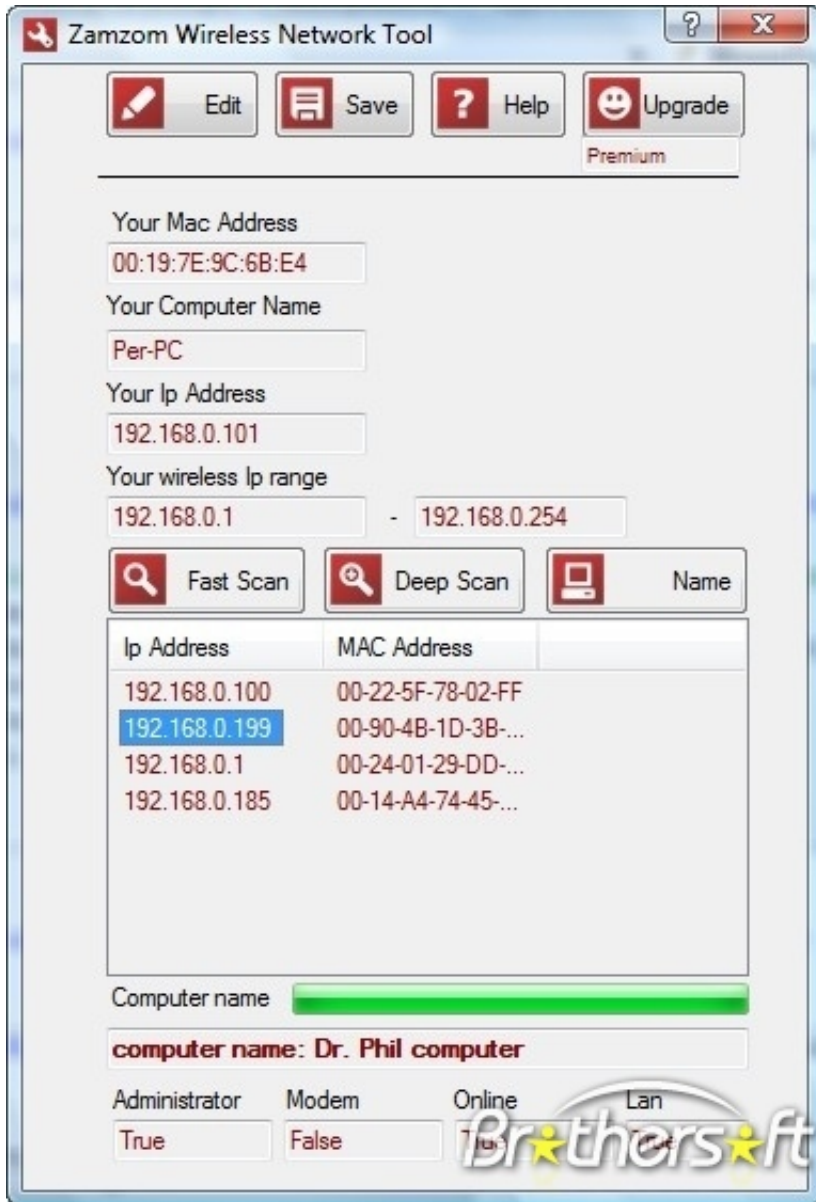 Zamzom Wireless Network Tool
Edit Save Help Upgrade
Premium
Your Mac Address
00:19:7E:9C:6B:E4
Your Computer Name
Per-PC
Your Ip Address
192.168.0.101
Your wireless Ip range
192.168.0.1 - 192.168.0.254
Fast Scan Deep Scan Name
Ip Address MAC Address
192.168.0.100 00-22-5F-78-02-FF
192.168.0.199 00-90-4B-1D-3B-...
192.168.0.1 00-24-01-29-DD-...
192.168.0.185 00-14-A4-74-45-...
Computer name
computer name: Dr. Phil computer
Administrator Modem Online Lan
True False True True
Brothersoft